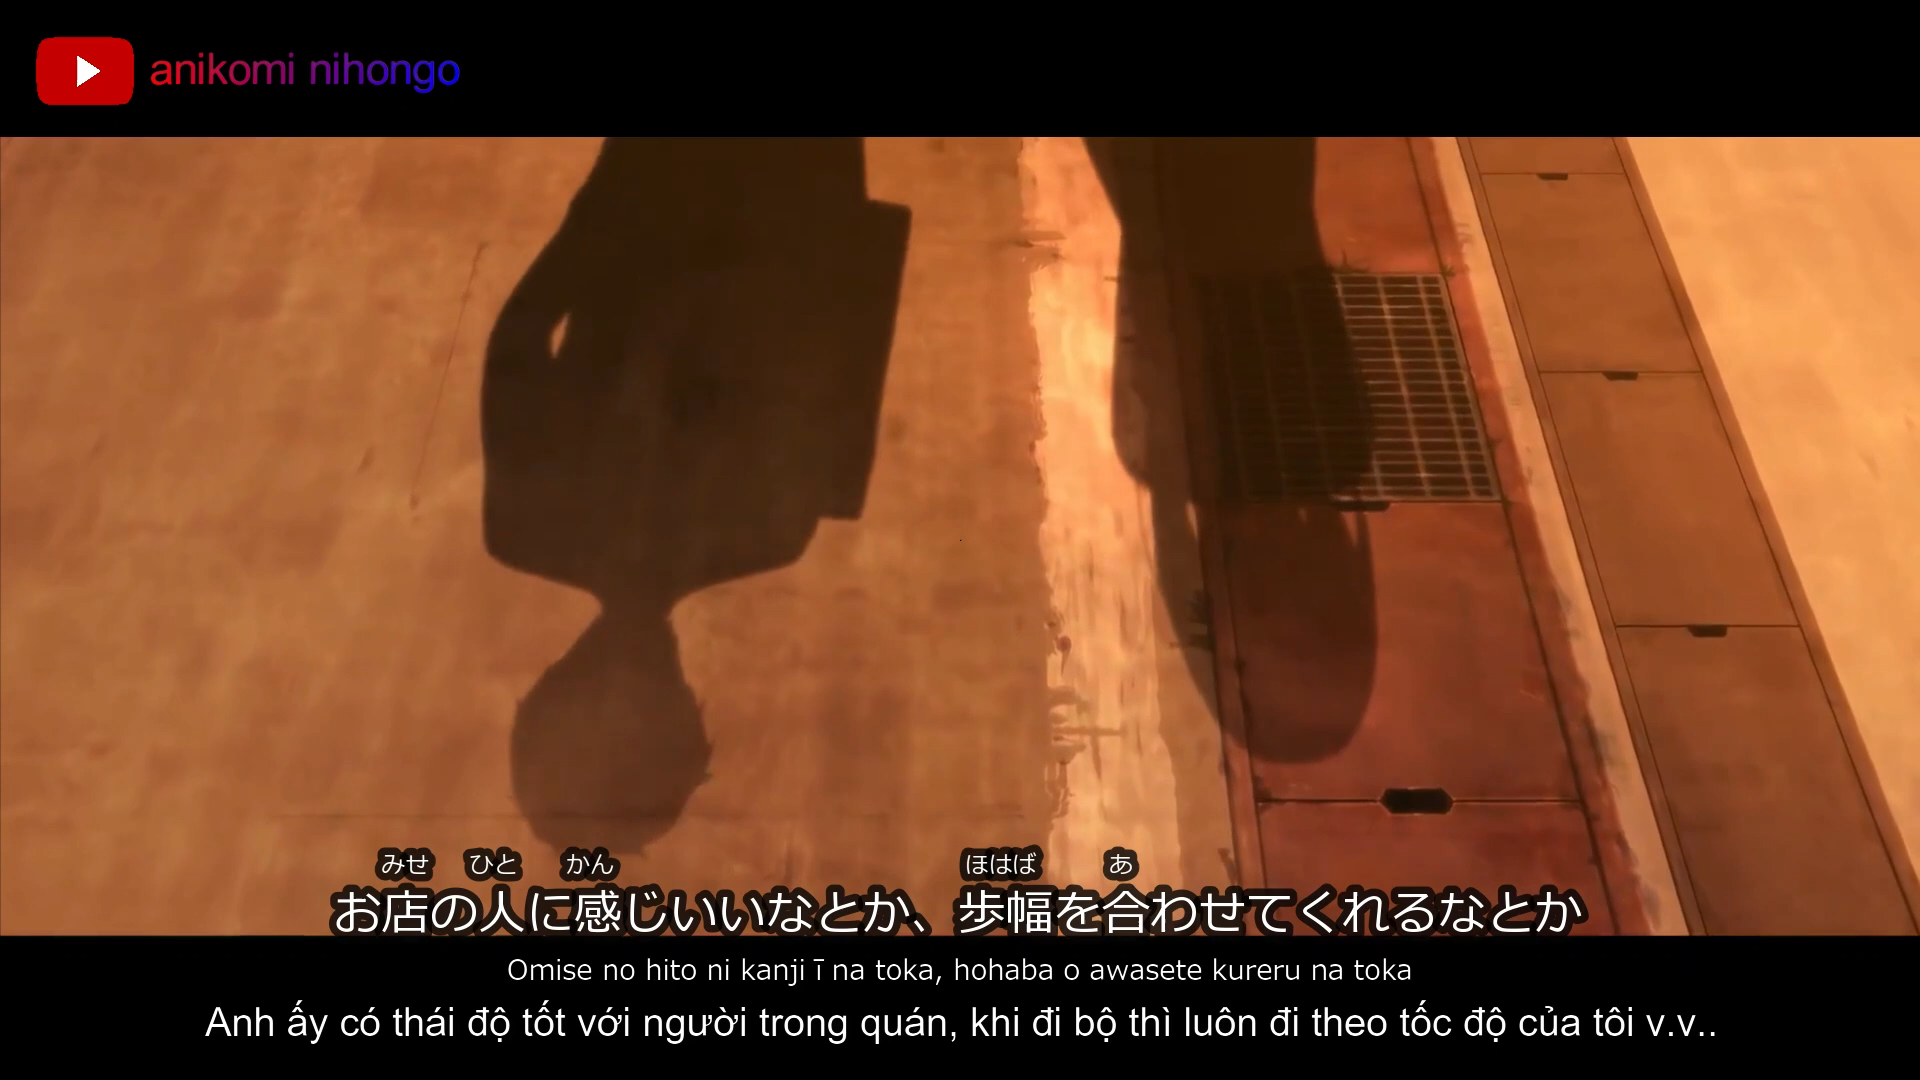 anikomi nihongo
みせ ひと かん ほはば あ
お店の人に感じいいなとか、歩幅を合わせてくれるなとか
Omise no hito ni kanji ī na toka, hohaba o awasete kureru na toka
Anh ấy có thái độ tốt với người trong quán, khi đi bộ thì luôn đi theo tốc độ của tôi v.v..